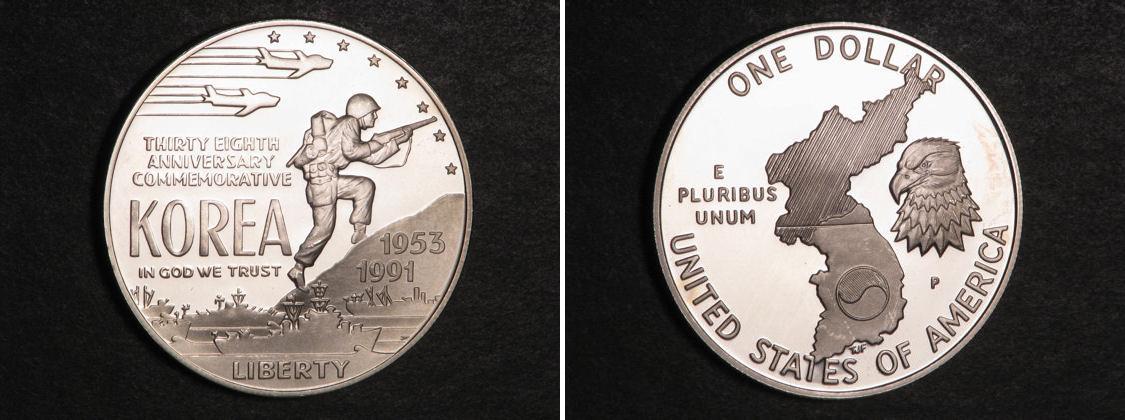 THIRTY EIGHTH
ANNIVERSARY
COMMEMORATIVE
KOREA
IN GOD WE TRUST
1953
1991
LIBERTY
ONE DOLLAR
E
PLURIBUS
UNUM
P
UNITED STATES OF AMERICA